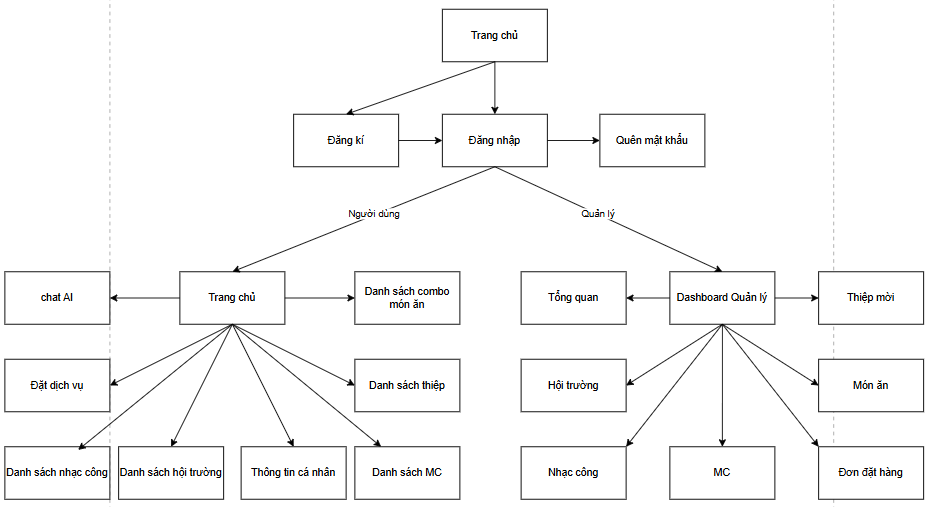 Trang chủ
Đăng kí
Đăng nhập
Quên mật khẩu
Người dùng
Quản lý
chat AI
Trang chủ
Danh sách combo
món ăn
Tổng quan
Dashboard Quản lý
Thiệp mời
Đặt dịch vụ
Danh sách thiệp
Hội trường
Món ăn
Danh sách nhạc công
Danh sách hội trường
Thông tin cá nhân
Danh sách MC
Nhạc công
MC
Đơn đặt hàng